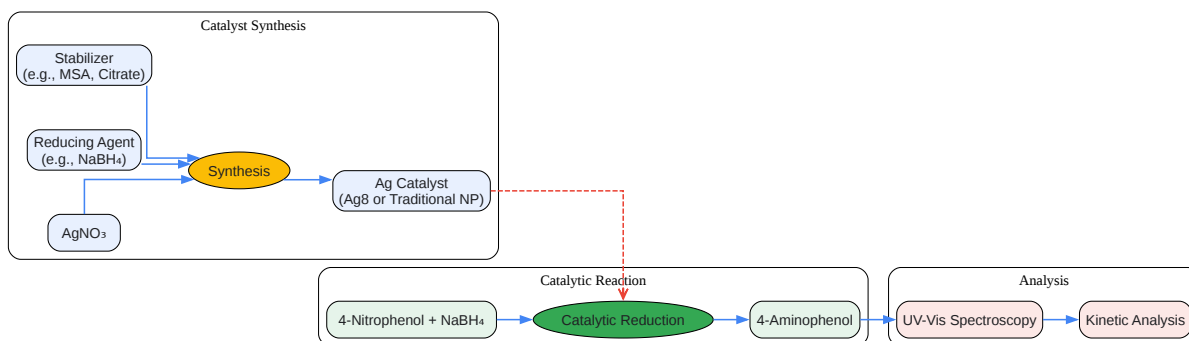 Catalyst Synthesis
Stabilizer
(e.g., MSA, Citrate)
Reducing Agent
(e.g., NaBH₄)
Synthesis
Ag Catalyst
(Ag8 or Traditional NP)
AgNO₃
Catalytic Reaction
4-Nitrophenol + NaBH₄
Catalytic Reduction
4-Aminophenol
Analysis
UV-Vis Spectroscopy
Kinetic Analysis